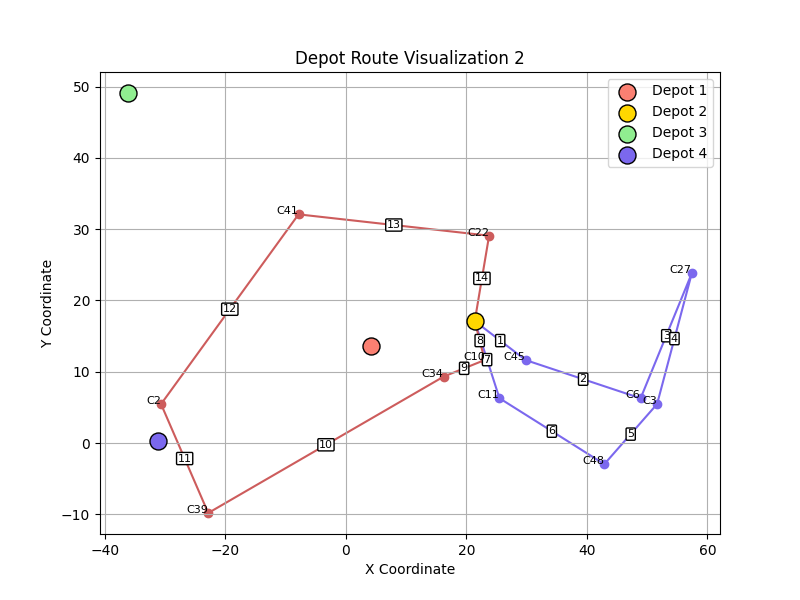 Depot Route Visualization 2
Depot 1
Depot 2
Depot 3
Depot 4
50
40
30
20
10
0
−10
Y Coordinate
C41
13
C22
14
12
C27
8
1
3
4
C10
7
C45
9
C34
2
C2
C11
C6
C3
10
6
5
11
C48
C39
−40
−20
0
20
40
60
X Coordinate